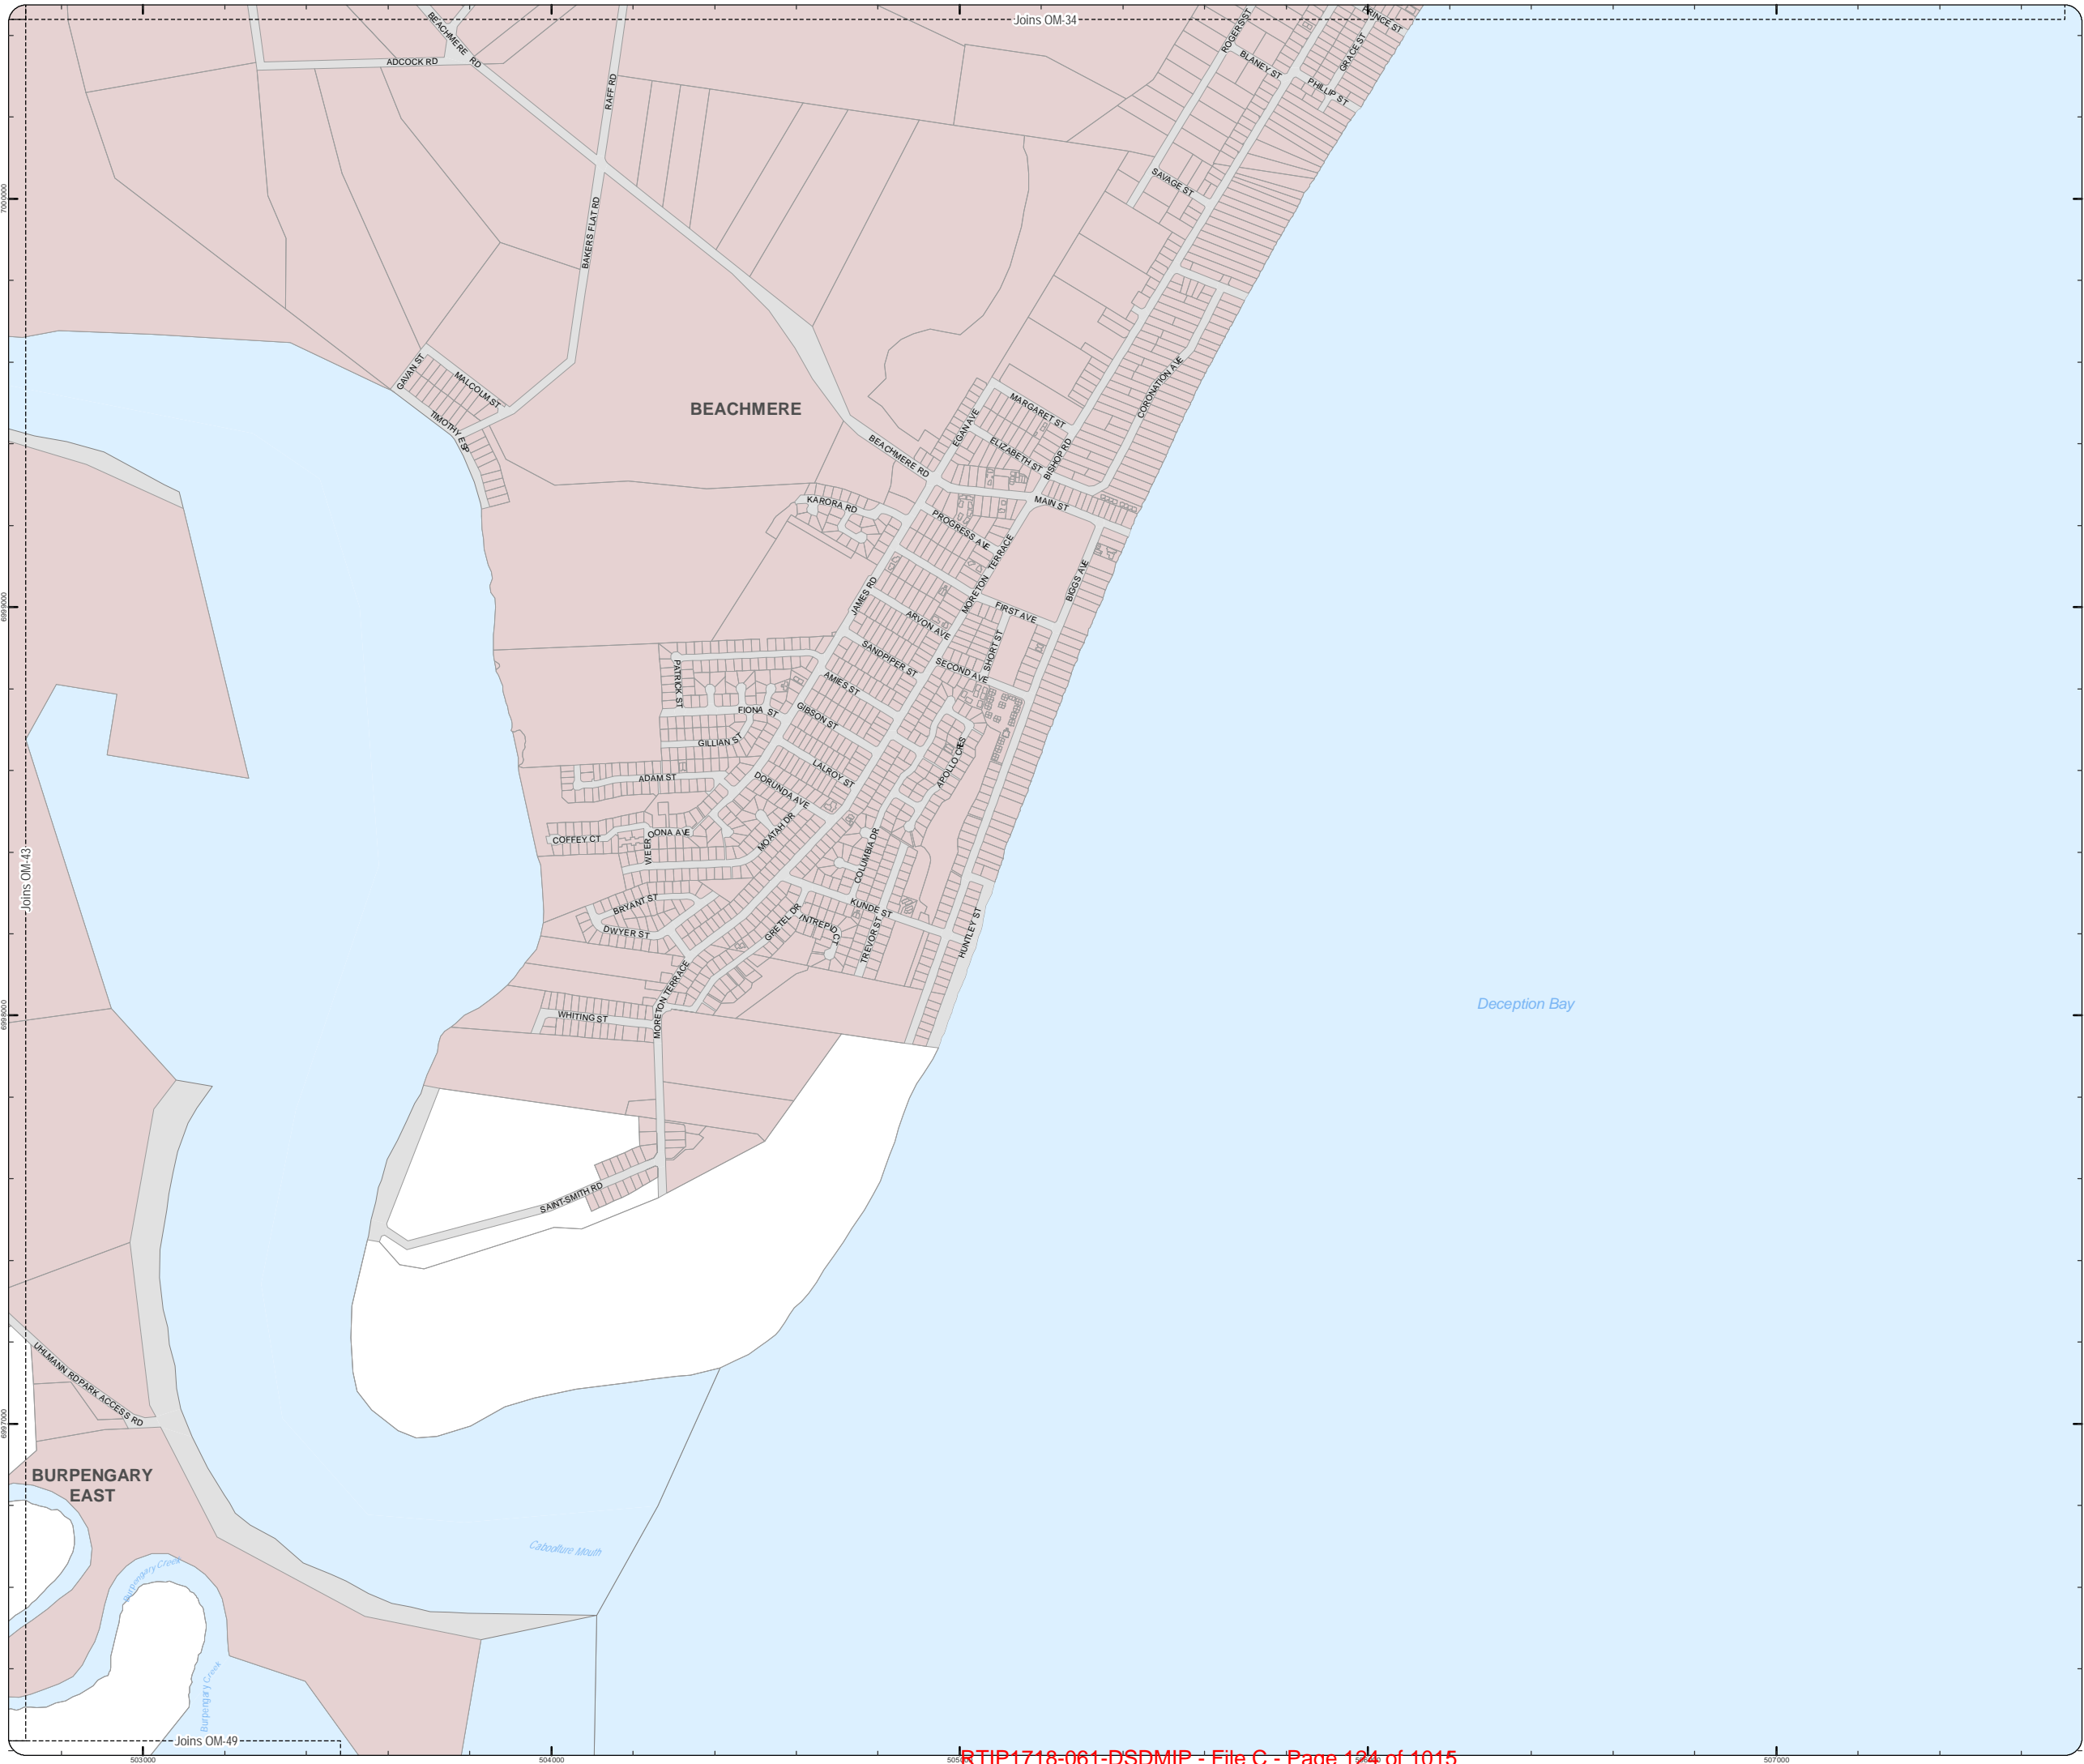 Joins OM-34
BEACHMERE RD
ADCOCK RD
RAFF RD
ROGERS ST
PRINCE ST
GRACE ST
BLANEY ST
PHILLIP ST
SAVAGE ST
7000000
BAKERS FLAT RD
GAVAN ST
MALCOLM ST
TIMOTHY ESP
BEACHMERE
CORONATION AVE
MARGARET ST
EGAN AVE
ELIZABETH ST
BISHOP RD
BEACHMERE RD
KARORA RD
MAIN ST
PROGRESS AVE
MORETON TERRACE
BIGGS AVE
JAMES RD
FIRST AVE
6999000
ARVON AVE
SHORT ST
SANDPIPER ST
SECOND AVE
PATRICK ST
AMIES ST
FIONA ST
GIBSON ST
GILLIAN ST
APOLLO CRES
LALROY ST
ADAM ST
DORUNDA AVE
MOATAH DR
WEEROONA AVE
COFFEY CT
COLUMBIA DR
Joins OM-43
BRYANT ST
KUNDE ST
GRETEL DR
INTREPID CT
DWYER ST
TREVOR ST
HUNTLEY ST
MORETON TERRACE
Deception Bay
WHITING ST
6998000
SAINT-SMITH RD
UHLMANN RD
PARK ACCESS RD
6997000
BURPENGARY
EAST
Caboolture Mouth
Burpengary Creek
Burpengary Creek
Joins OM-49
503000
504000
507000
RTIP1718-061-DSDMIP - File C - Page 124 of 1015